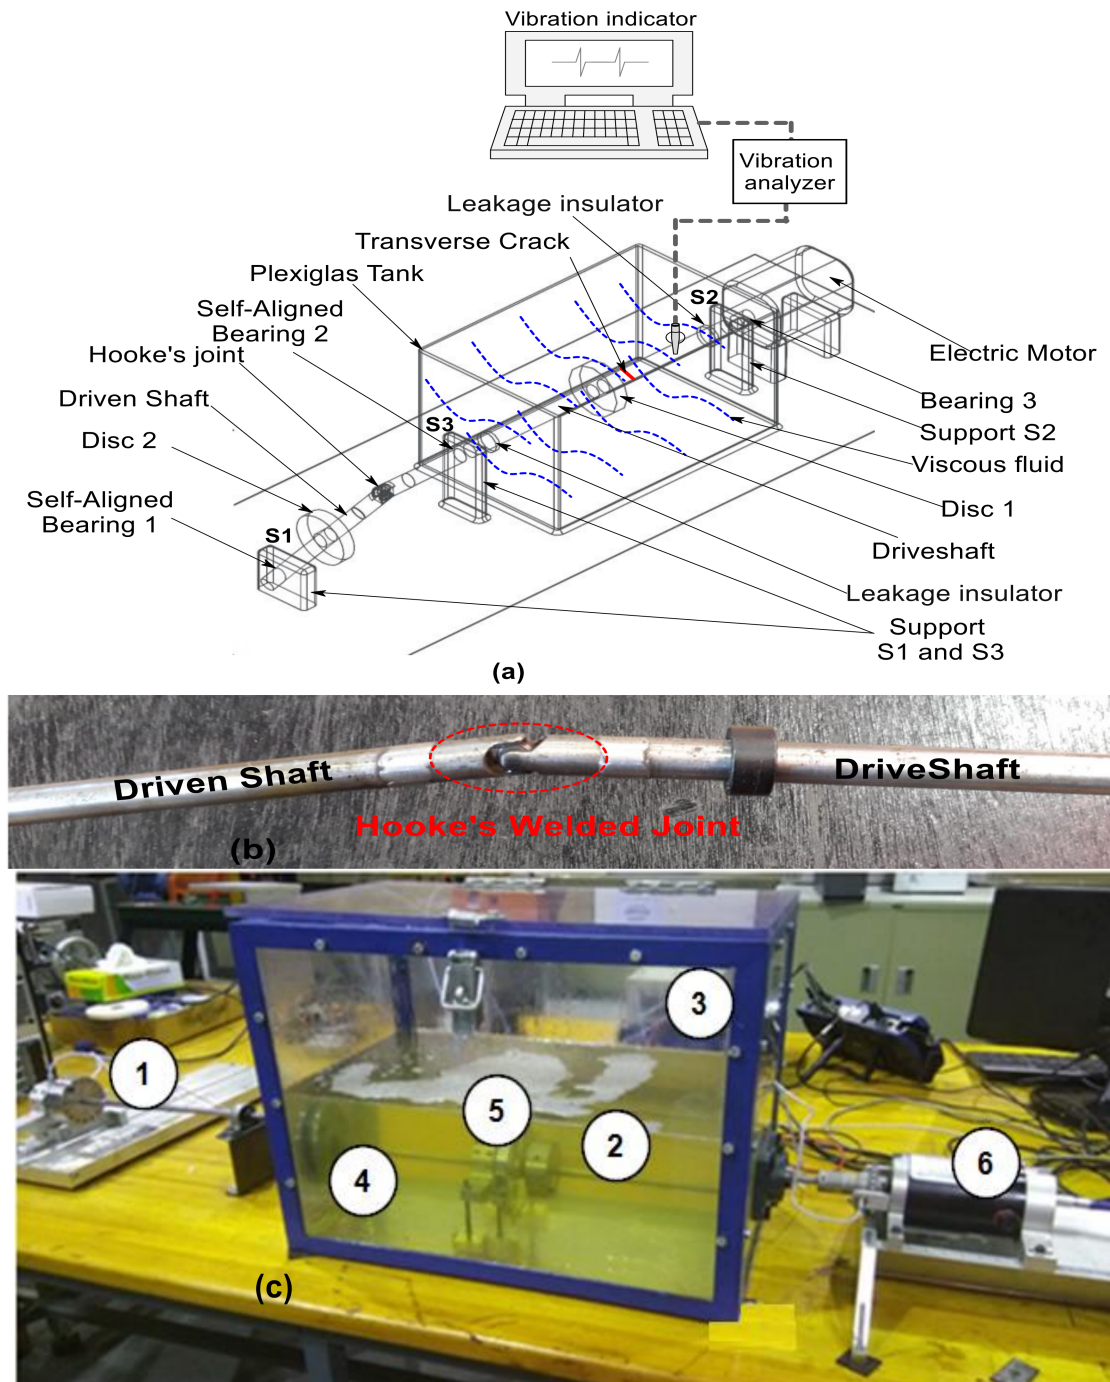 Vibration indicator
Vibration
analyzer
Leakage insulator
Transverse Crack
Plexiglas Tank
Self-Aligned
Bearing 2
S2
Hooke's joint
Electric Motor
Driven Shaft
Bearing 3
Disc 2
S3
Support S2
Viscous fluid
Self-Aligned
Bearing 1
Disc 1
S1
Driveshaft
Leakage insulator
Support
S1 and S3
(a)
Driven Shaft
DriveShaft
Hooke's Welded Joint
(b)
3
1
5
2
6
4
(c)